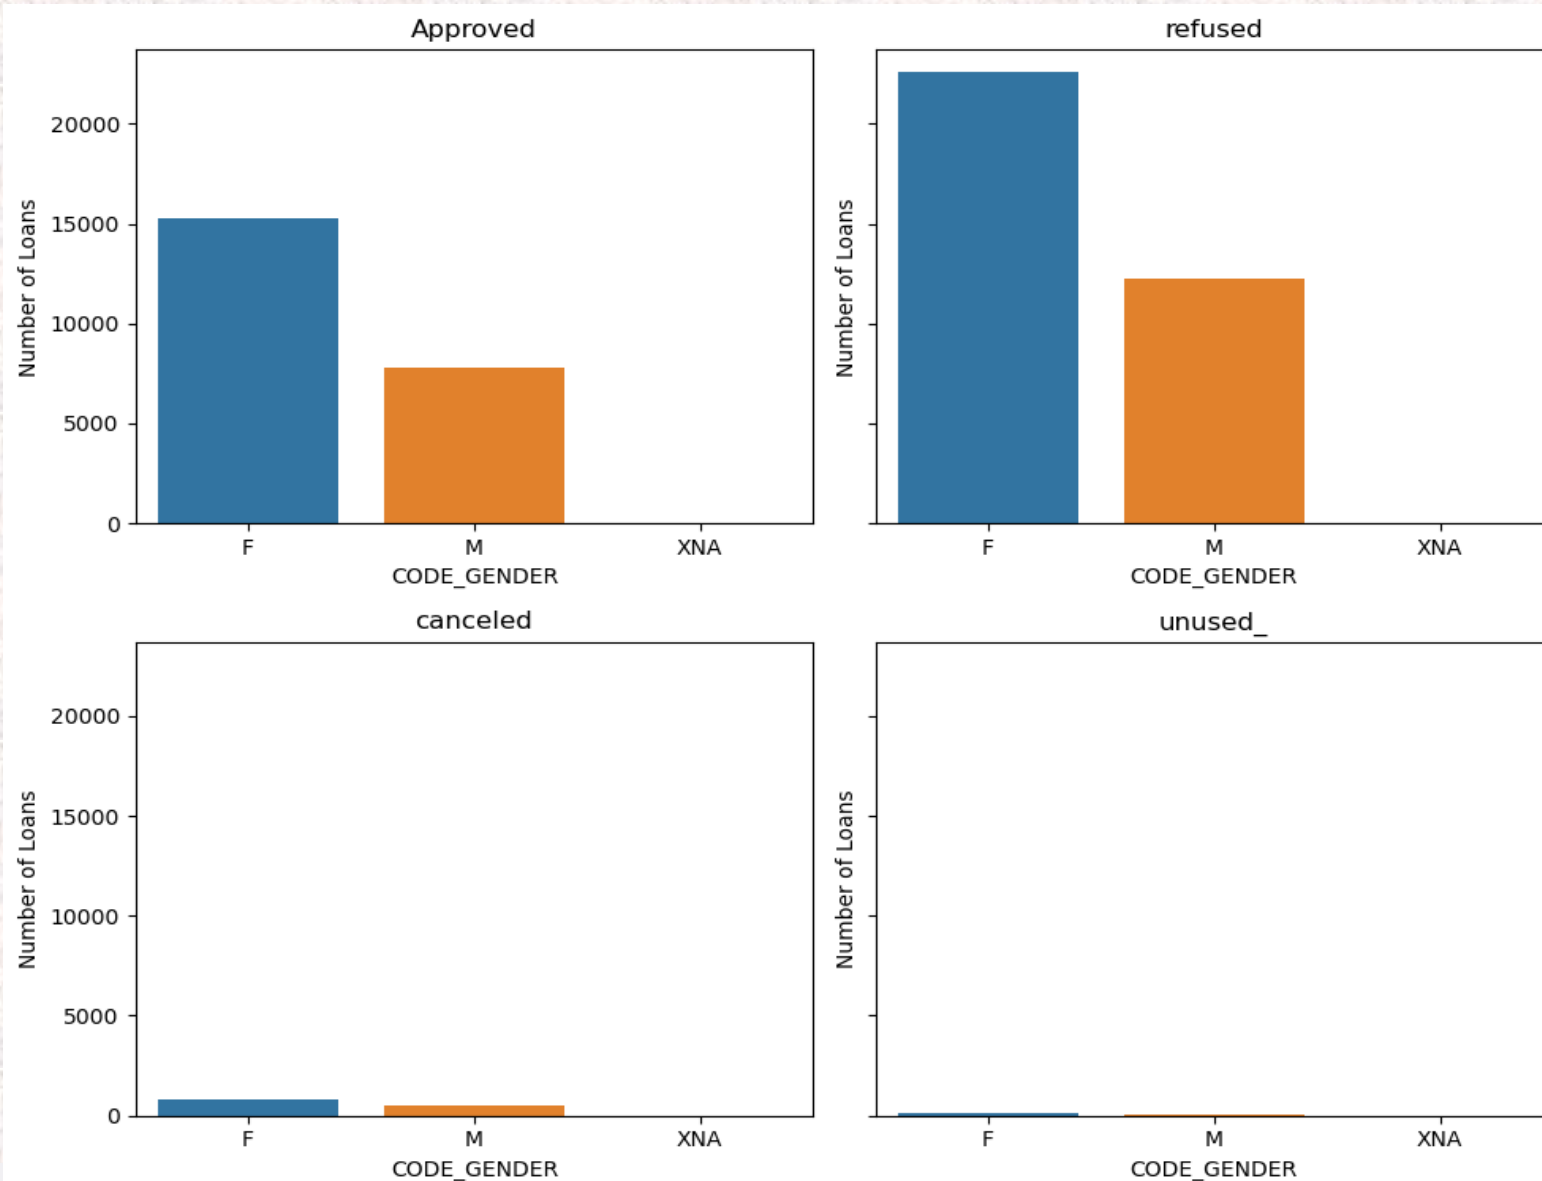 Approved
20000
15000
10000
5000
0
Number of Loans
F M XNA
CODE_GENDER
refused
Number of Loans
F M XNA
CODE_GENDER
canceled
20000
15000
10000
5000
0
Number of Loans
F M XNA
CODE_GENDER
unused_
Number of Loans
F M XNA
CODE_GENDER